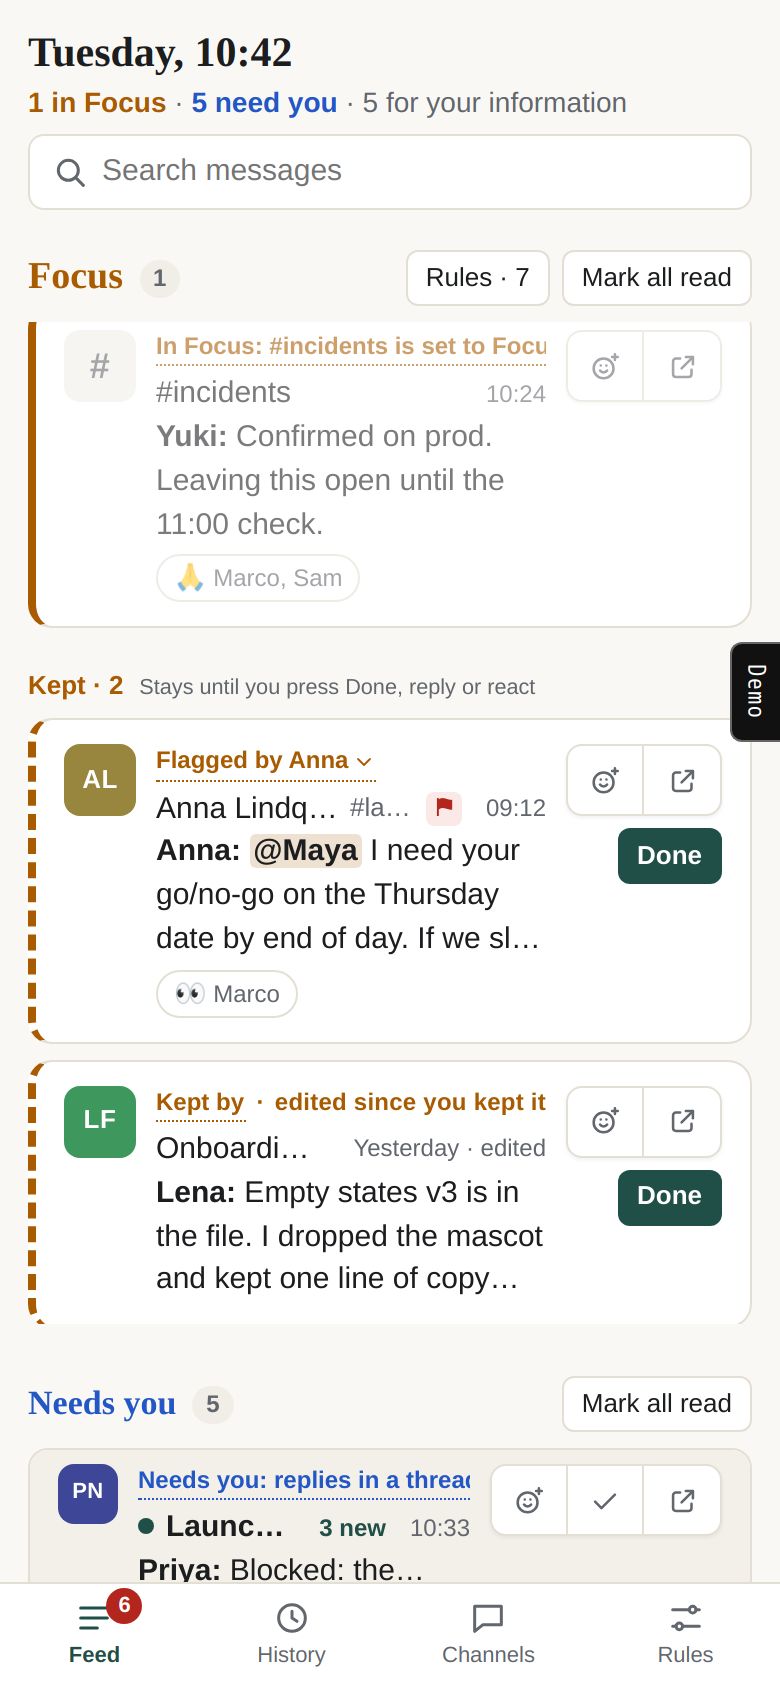 Tuesday, 10:42
1 in Focus · 5 need you · 5 for your information
Search messages
Focus 1 Rules · 7 Mark all read
# In Focus: #incidents is set to Focu
#incidents 10:24
Yuki: Confirmed on prod.
Leaving this open until the
11:00 check.
🙏 Marco, Sam
Demo
Kept · 2 Stays until you press Done, reply or react
AL Flagged by Anna
Anna Lindq… #la… 09:12
Anna: @Maya I need your Done
go/no-go on the Thursday
date by end of day. If we sl…
👀 Marco
LF Kept by · edited since you kept it
Onboardi… Yesterday · edited
Lena: Empty states v3 is in Done
the file. I dropped the mascot
and kept one line of copy…
Needs you 5 Mark all read
PN Needs you: replies in a thread
Launc… 3 new 10:33
Priya: Blocked: the…
6
Feed History Channels Rules